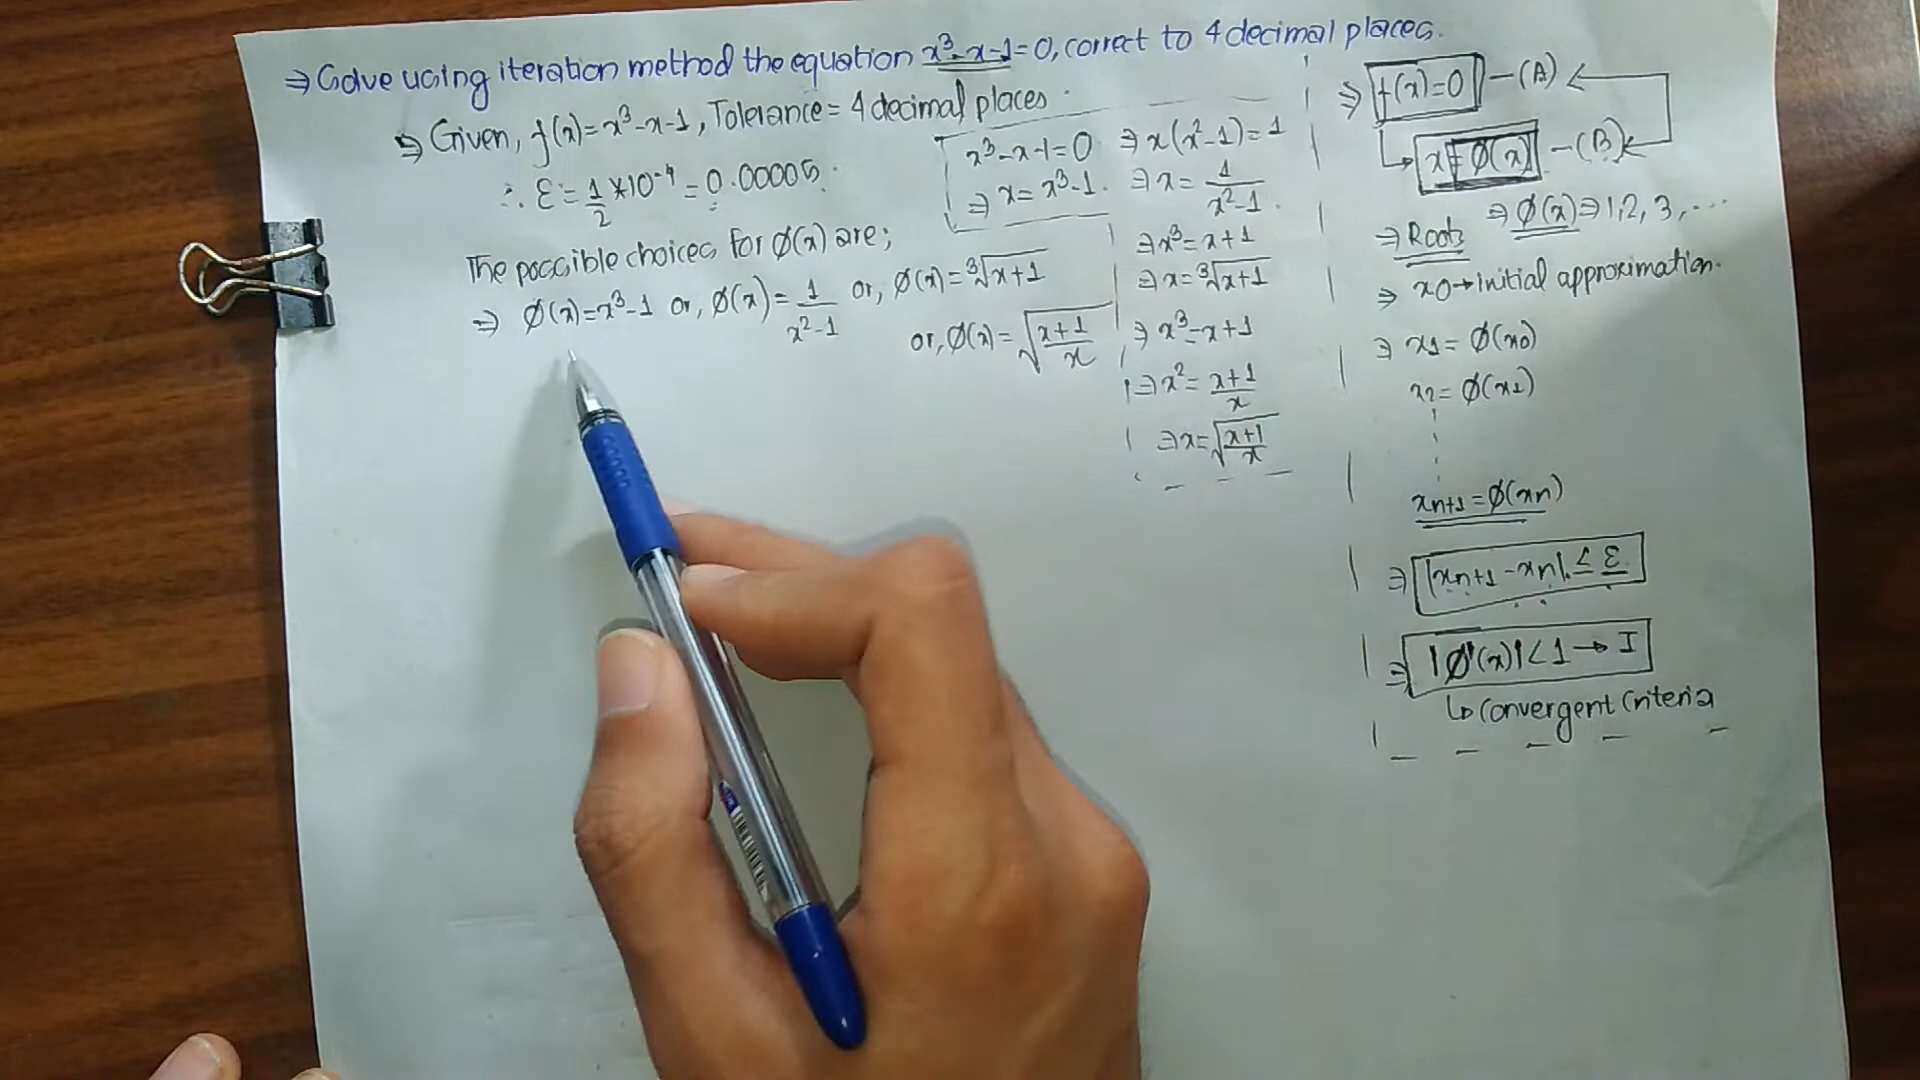 ⇒ Solve using iteration method the equation x³-x-1=0, correct to 4 decimal places.
⇒ Given, f(x)=x³-x-1, Tolerance = 4 decimal places.
∴ ε = 1/2 * 10⁻⁴ = 0.00005.
The possible choices for ø(x) are;
⇒ ø(x)=x³-1 or, ø(x)= 1/(x²-1) or, ø(x)= ³√(x+1)
or, ø(x)= √((x+1)/x)
x³-x-1=0
⇒ x=x³-1.
⇒ x(x²-1)=1
⇒ x= 1/(x²-1).
⇒ x³=x+1
⇒ x=³√(x+1)
⇒ x³=x+1
⇒ x²= (x+1)/x
⇒ x=√((x+1)/x)
⇒ f(x)=0 —(A)
x=ø(x) —(B)
⇒ ø(x) ⇒ 1,2,3,...
⇒ Roots
⇒ x0→Initial approximation.
⇒ x1= ø(x0)
x2= ø(x1)
xn+1=ø(xn)
⇒ |xn+1-xn|≤ ε
⇒ |ø'(x)|<1→ I
↳ Convergent Criteria